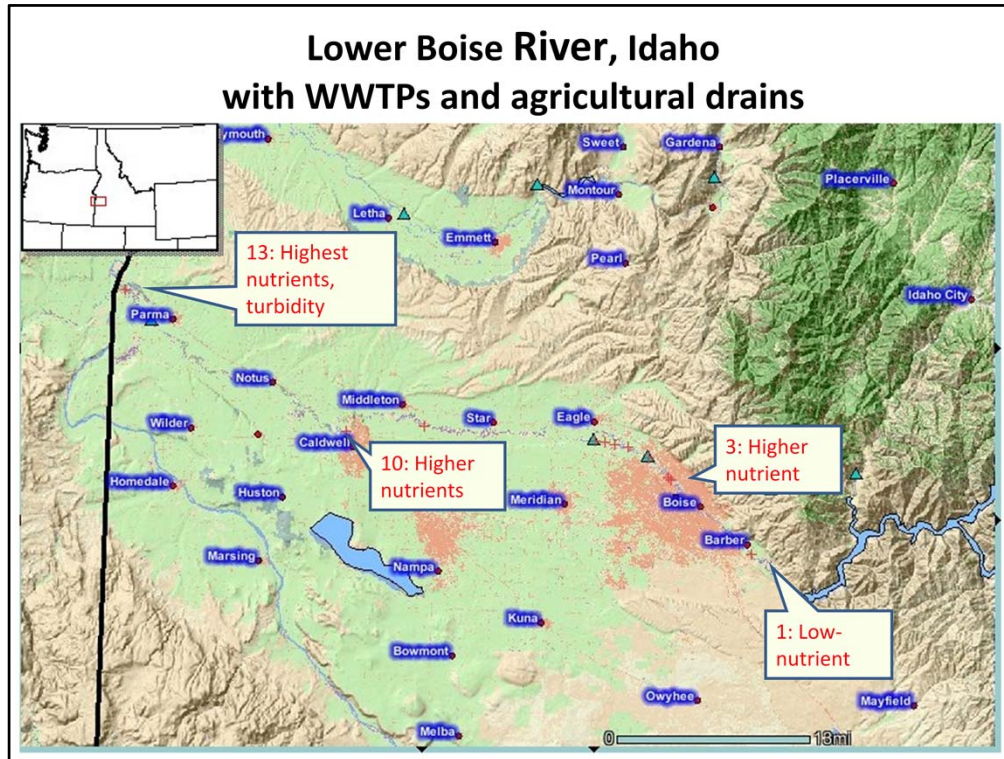 Lower Boise River, Idaho
with WWTPs and agricultural drains
ymouth
Sweet
Gardena
Placerville
Montour
Letha
Emmett
Pearl
13: Highest
nutrients,
turbidity
Idaho City
Parma
Notus
Middleton
Star
Eagle
Wilder
Caldwell
10: Higher
nutrients
3: Higher
nutrient
Homedale
Huston
Meridian
Boise
Barber
Marsing
Nampa
Kuna
1: Low-
nutrient
Bowmont
Owyhee
Mayfield
Melba
0 13mi